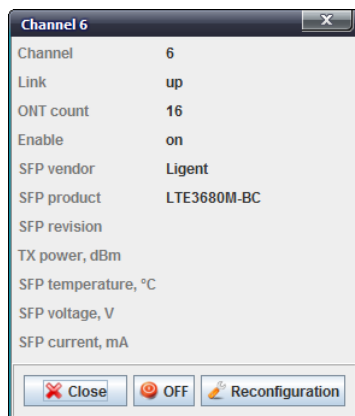 Channel 6
Channel 6
Link up
ONT count 16
Enable on
SFP vendor Ligent
SFP product LTE3680M-BC
SFP revision
TX power, dBm
SFP temperature, °C
SFP voltage, V
SFP current, mA
Close OFF Reconfiguration